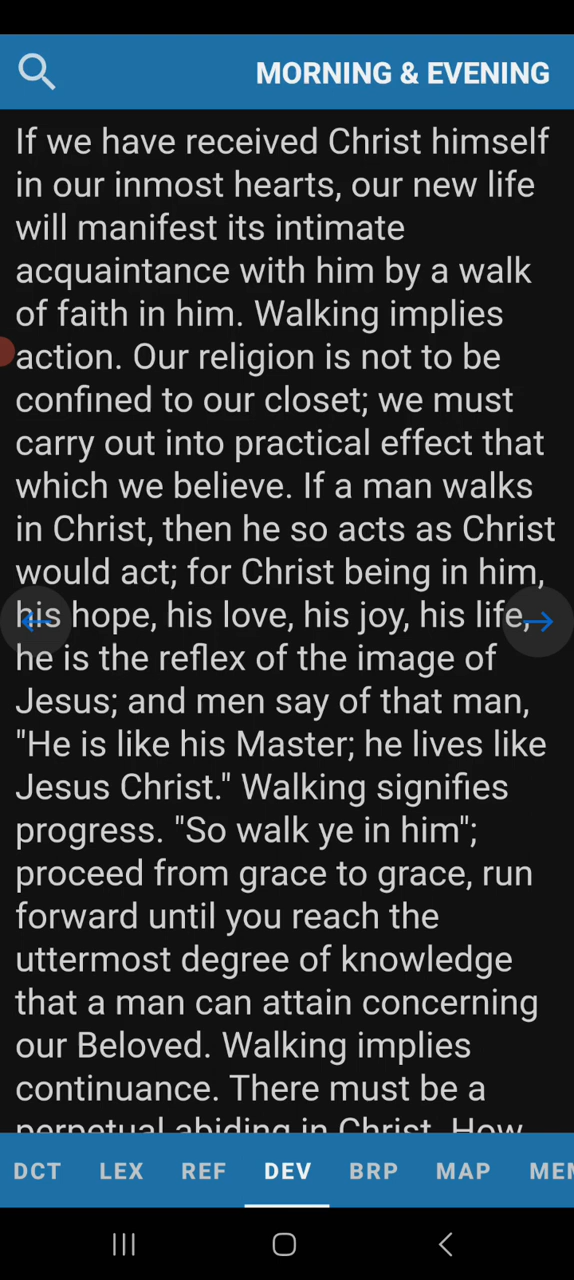 MORNING & EVENING
If we have received Christ himself
in our inmost hearts, our new life
will manifest its intimate
acquaintance with him by a walk
of faith in him. Walking implies
action. Our religion is not to be
confined to our closet; we must
carry out into practical effect that
which we believe. If a man walks
in Christ, then he so acts as Christ
would act; for Christ being in him,
his hope, his love, his joy, his life,
he is the reflex of the image of
Jesus; and men say of that man,
"He is like his Master; he lives like
Jesus Christ." Walking signifies
progress. "So walk ye in him";
proceed from grace to grace, run
forward until you reach the
uttermost degree of knowledge
that a man can attain concerning
our Beloved. Walking implies
continuance. There must be a
perpetual abiding in Christ. How
DCT LEX REF DEV BRP MAP MEM